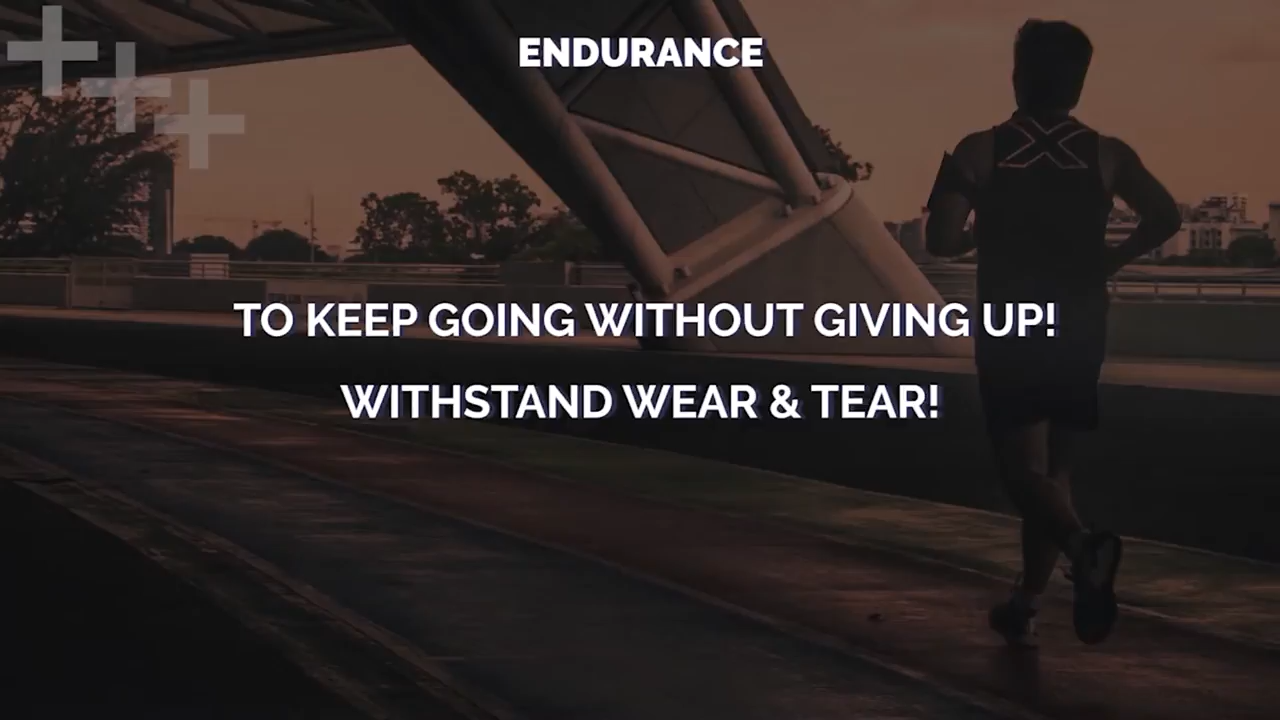 ENDURANCE
TO KEEP GOING WITHOUT GIVING UP!
WITHSTAND WEAR & TEAR!